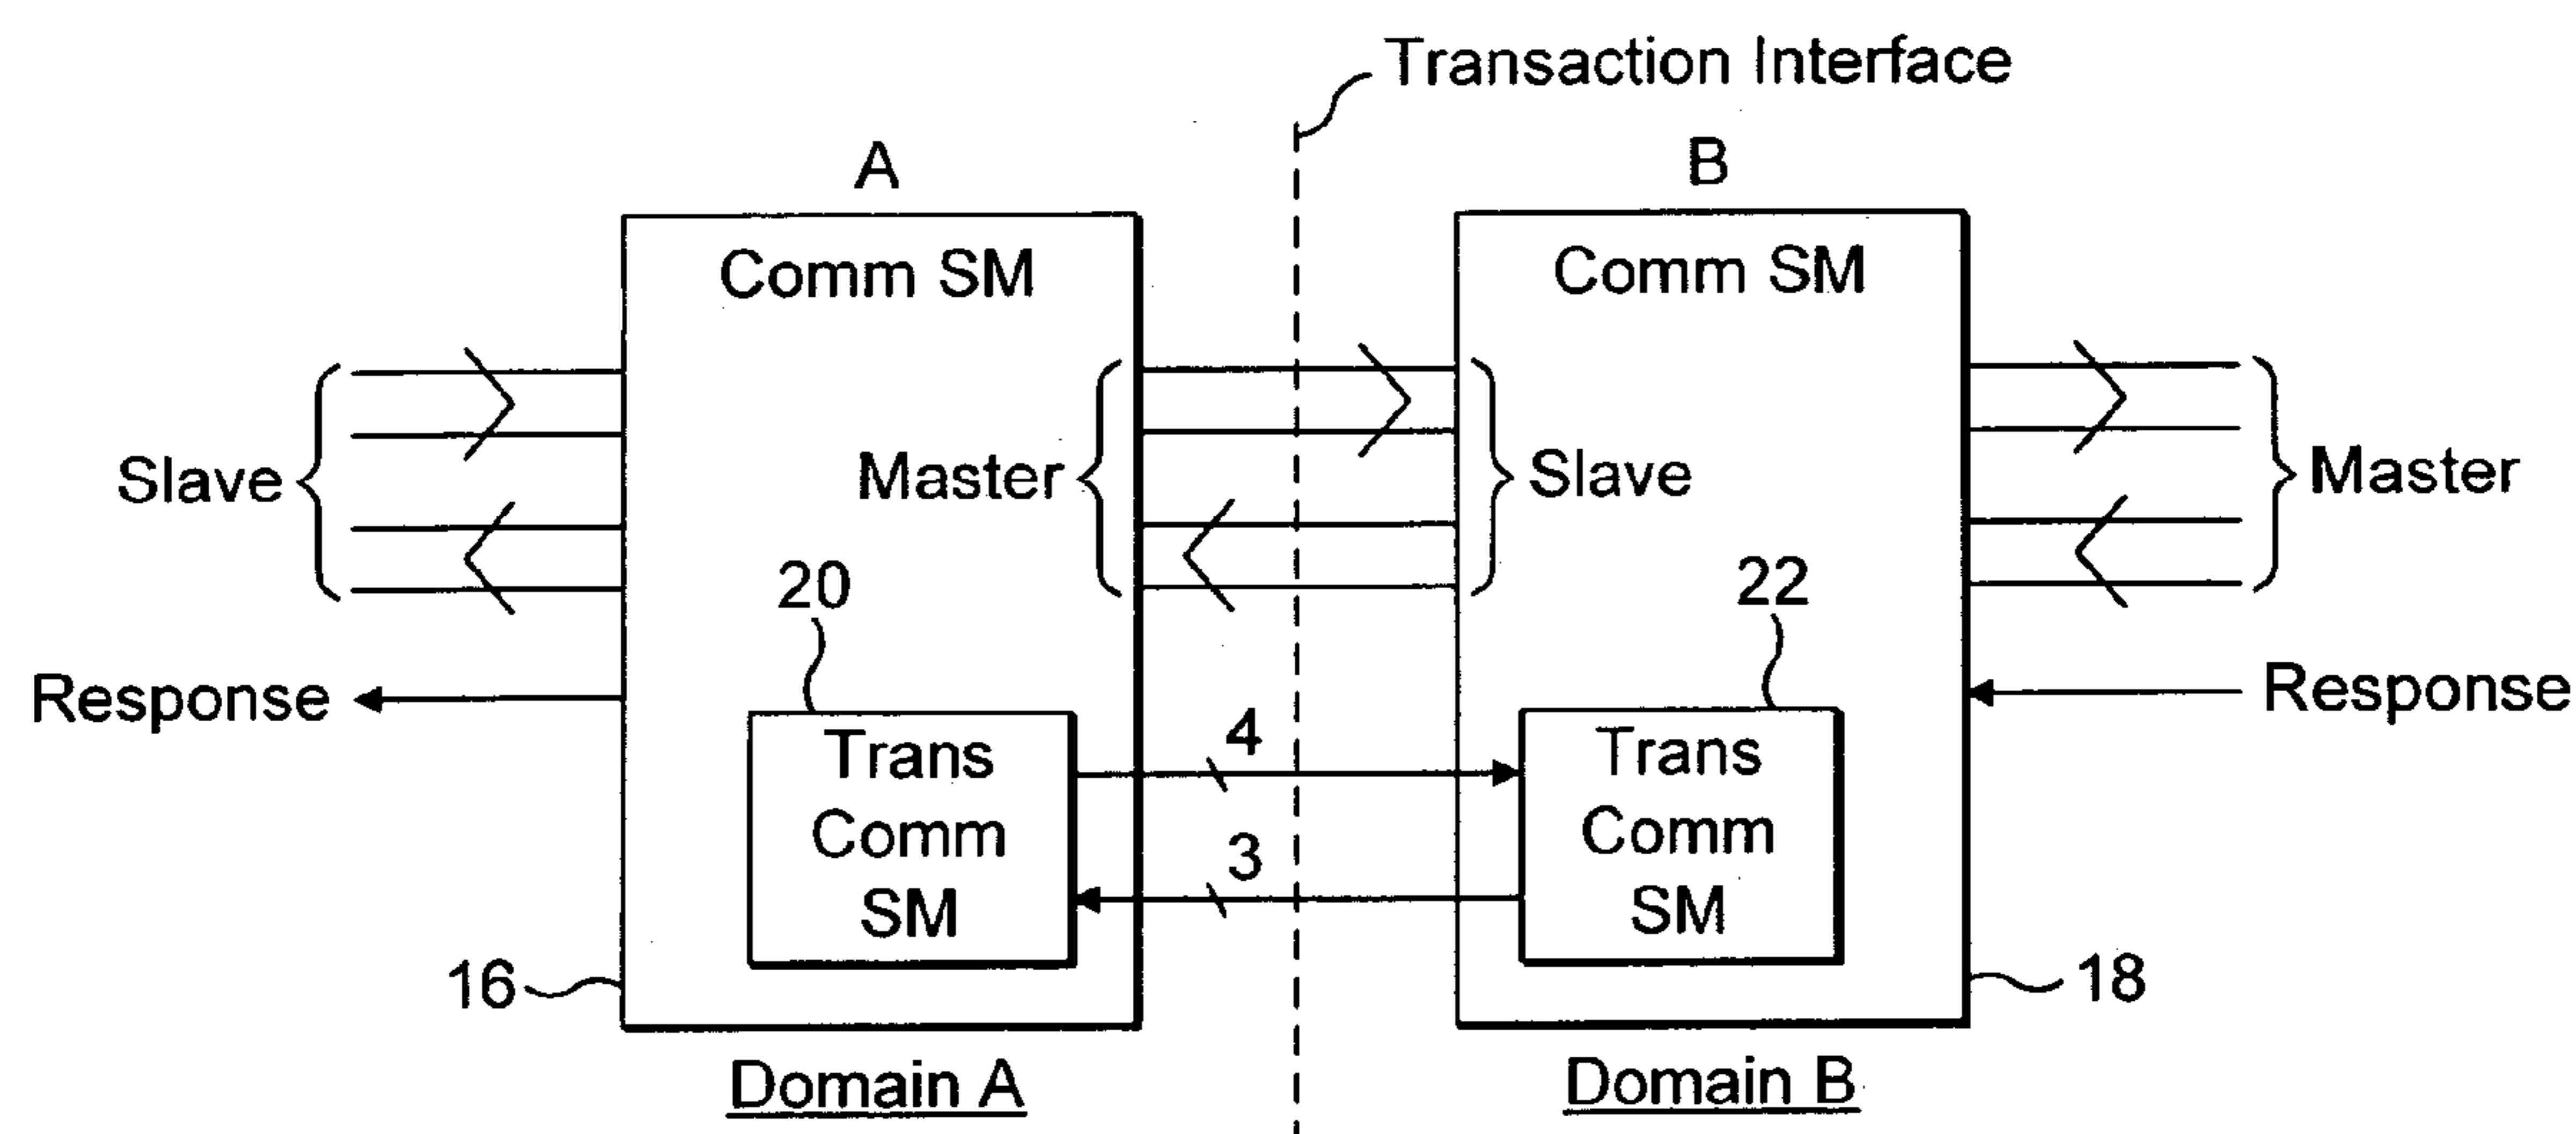 Transaction Interface
A
B
Comm SM
Comm SM
Slave
Master
Slave
Master
20
22
Response
Response
Trans
Comm
SM
4
3
Trans
Comm
SM
16
18
Domain A
Domain B